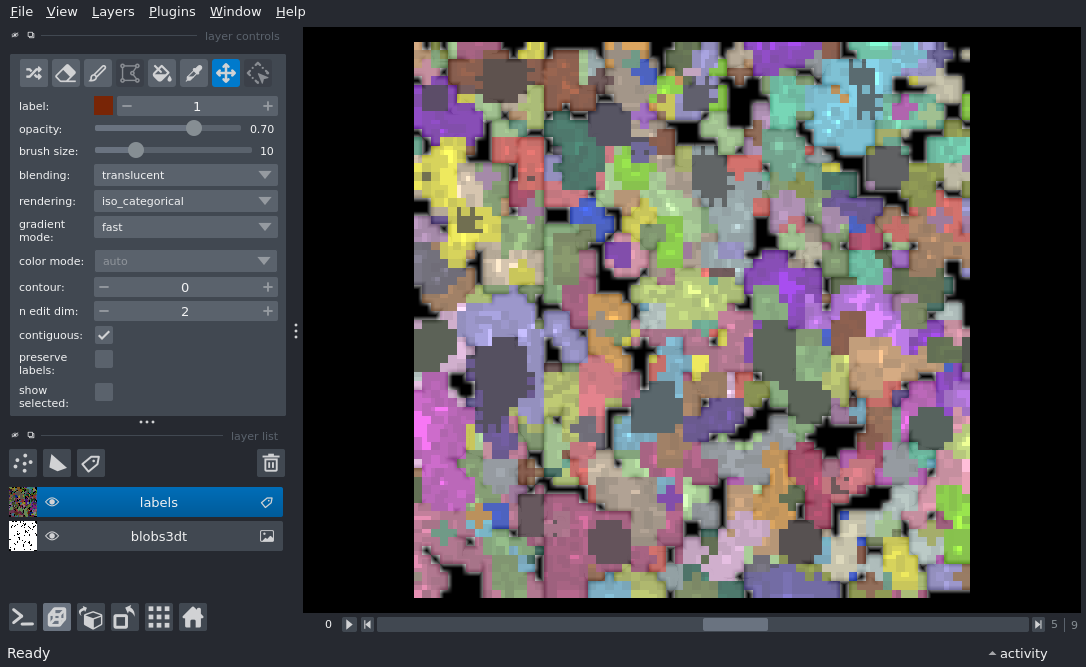 File View Layers Plugins Window Help
layer controls
label: 1
opacity: 0.70
brush size: 10
blending: translucent
rendering: iso_categorical
gradient
mode: fast
color mode: auto
contour: 0
n edit dim: 2
contiguous:
preserve
labels:
show
selected:
layer list
labels
blobs3dt
0 5 | 9
Ready activity